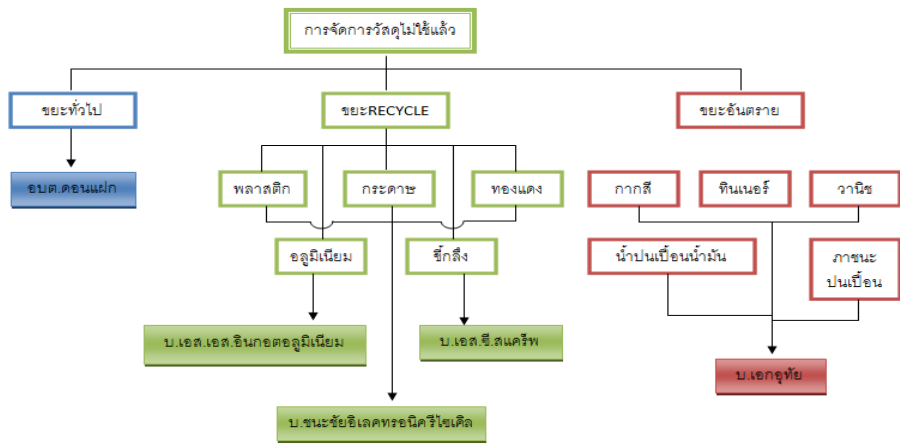 การจัดการวัสดุไม่ใช้แล้ว
ขยะทั่วไป
ขยะRECYCLE
ขยะอันตราย
อบต.ดอนแฝก
พลาสติก
กระดาษ
ทองแดง
กากสี
ทินเนอร์
วานิช
อลูมิเนียม
ขี้กลึง
น้ำปนเปื้อนน้ำมัน
ภาชนะ
ปนเปื้อน
บ.เอส.เอส.อินกอตอลูมิเนียม
บ.เอส.ซี.สแครีพ
บ.เอกอุทัย
บ.ชนะชัยอิเลคทรอนิครีไซเคิล